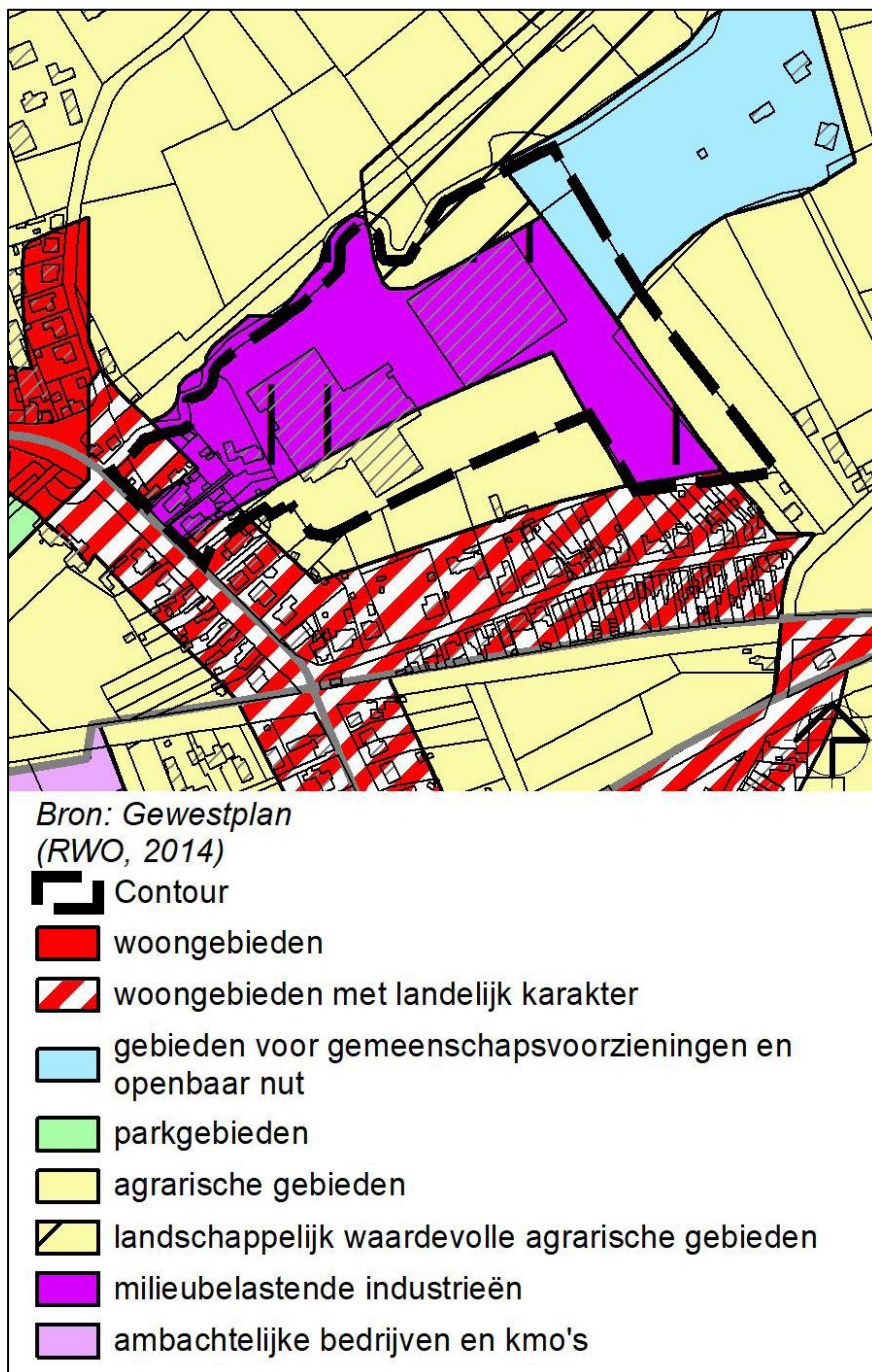 Bron: Gewestplan
(RWO, 2014)
Contour
woongebieden
woongebieden met landelijk karakter
gebieden voor gemeenschapsvoorzieningen en
openbaar nut
parkgebieden
agrarische gebieden
landschappelijk waardevolle agrarische gebieden
milieubelastende industrieën
ambachtelijke bedrijven en kmo's